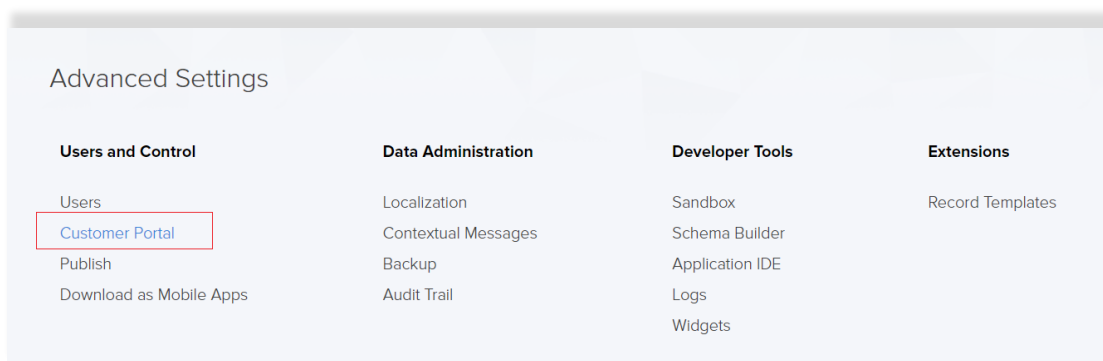 Advanced Settings
Users and Control
Users
Customer Portal
Publish
Download as Mobile Apps
Data Administration
Localization
Contextual Messages
Backup
Audit Trail
Developer Tools
Sandbox
Schema Builder
Application IDE
Logs
Widgets
Extensions
Record Templates